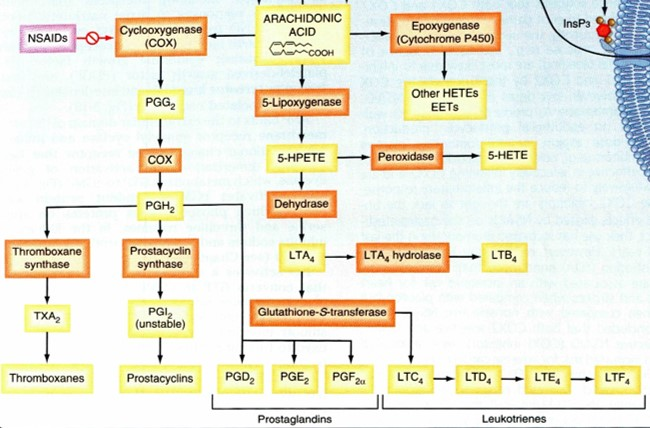 NSAIDs
Cyclooxygenase
(COX)
ARACHIDONIC
ACID
COOH
Epoxygenase
(Cytochrome P450)
InsP₃
PGG₂
5-Lipoxygenase
Other HETEs
EETs
COX
5-HPETE
Peroxidase
5-HETE
PGH₂
Dehydrase
Thromboxane
synthase
Prostacyclin
synthase
LTA₄
LTA₄ hydrolase
LTB₄
TXA₂
PGI₂
(unstable)
Glutathione-S-transferase
Thromboxanes
Prostacyclins
PGD₂
PGE₂
PGF₂α
LTC₄
LTD₄
LTE₄
LTF₄
Prostaglandins
Leukotrienes